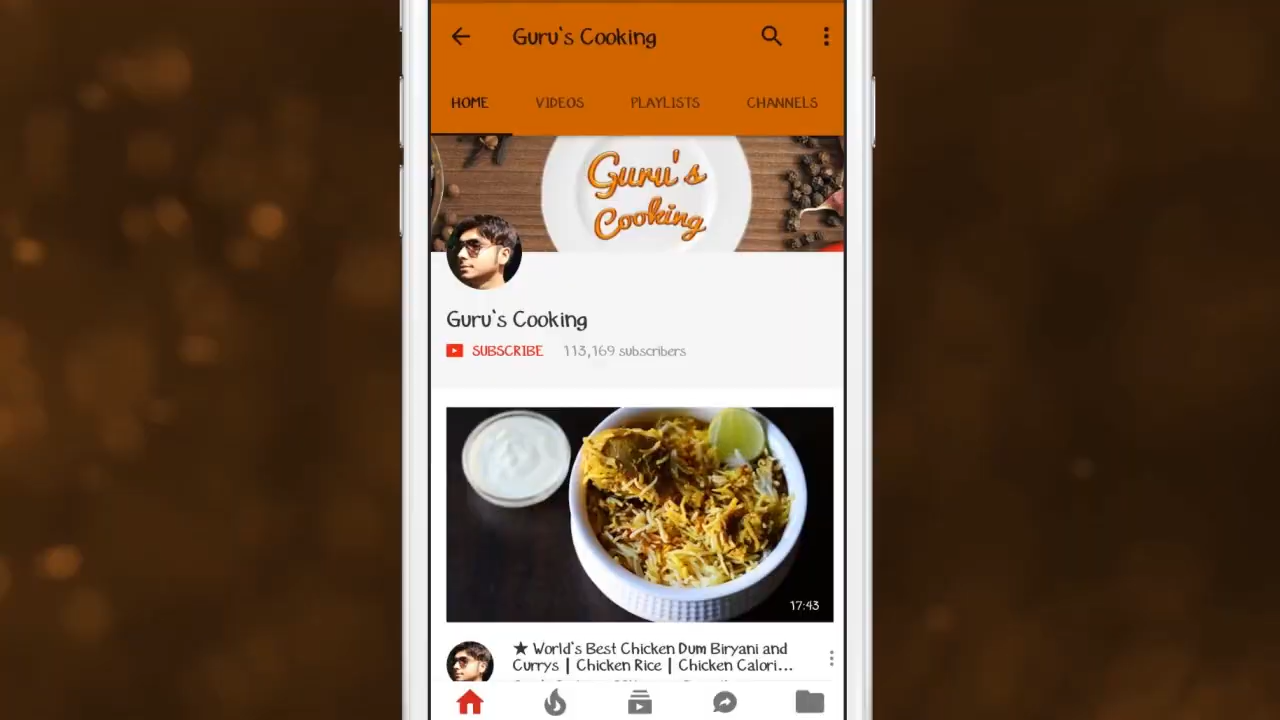 Guru's Cooking
HOME VIDEOS PLAYLISTS CHANNELS
Guru's
Cooking
Guru's Cooking
SUBSCRIBE 113,169 subscribers
17:43
★ World's Best Chicken Dum Biryani and
Currys | Chicken Rice | Chicken Calori...